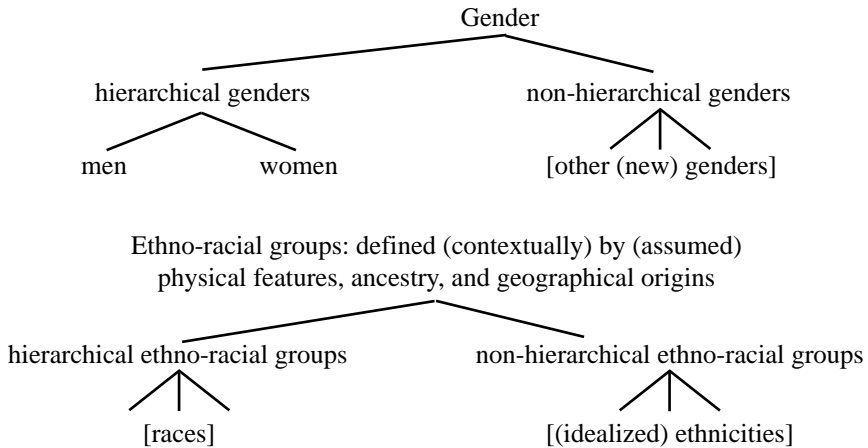 Gender
hierarchical genders
non-hierarchical genders
men
women
[other (new) genders]
Ethno-racial groups: defined (contextually) by (assumed)
physical features, ancestry, and geographical origins
hierarchical ethno-racial groups
non-hierarchical ethno-racial groups
[races]
[(idealized) ethnicities]